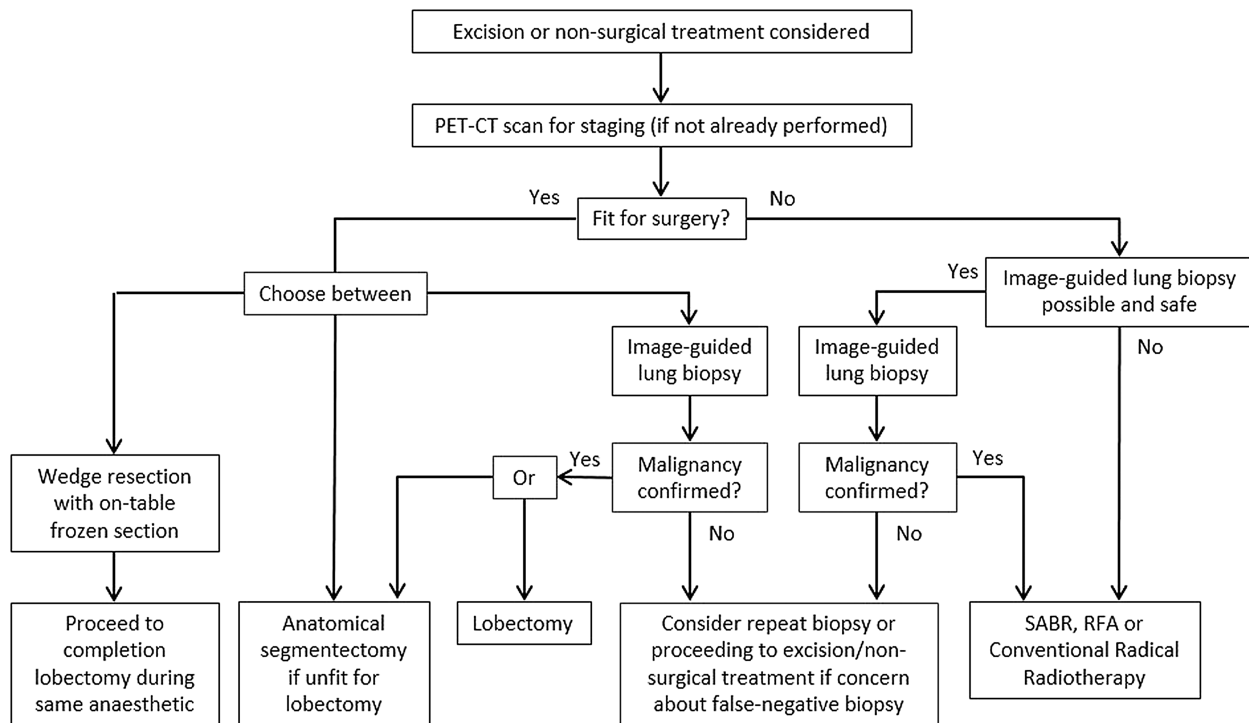 Excision or non-surgical treatment considered
PET-CT scan for staging (if not already performed)
Yes
No
Fit for surgery?
Choose between
Yes
Image-guided lung biopsy
possible and safe
No
Image-guided
lung biopsy
Image-guided
lung biopsy
Wedge resection
with on-table
frozen section
Or
Yes
Malignancy
confirmed?
No
Malignancy
confirmed?
Yes
No
Proceed to
completion
lobectomy during
same anaesthetic
Anatomical
segmentectomy
if unfit for
lobectomy
Lobectomy
Consider repeat biopsy or
proceeding to excision/non-
surgical treatment if concern
about false-negative biopsy
SABR, RFA or
Conventional Radical
Radiotherapy